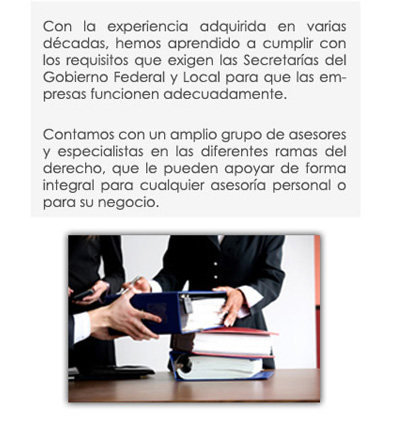 Con la experiencia adquirida en varias
décadas, hemos aprendido a cumplir con
los requisitos que exigen las Secretarías del
Gobierno Federal y Local para que las em-
presas funcionen adecuadamente.
Contamos con un amplio grupo de asesores
y especialistas en las diferentes ramas del
derecho, que le pueden apoyar de forma
integral para cualquier asesoría personal o
para su negocio.